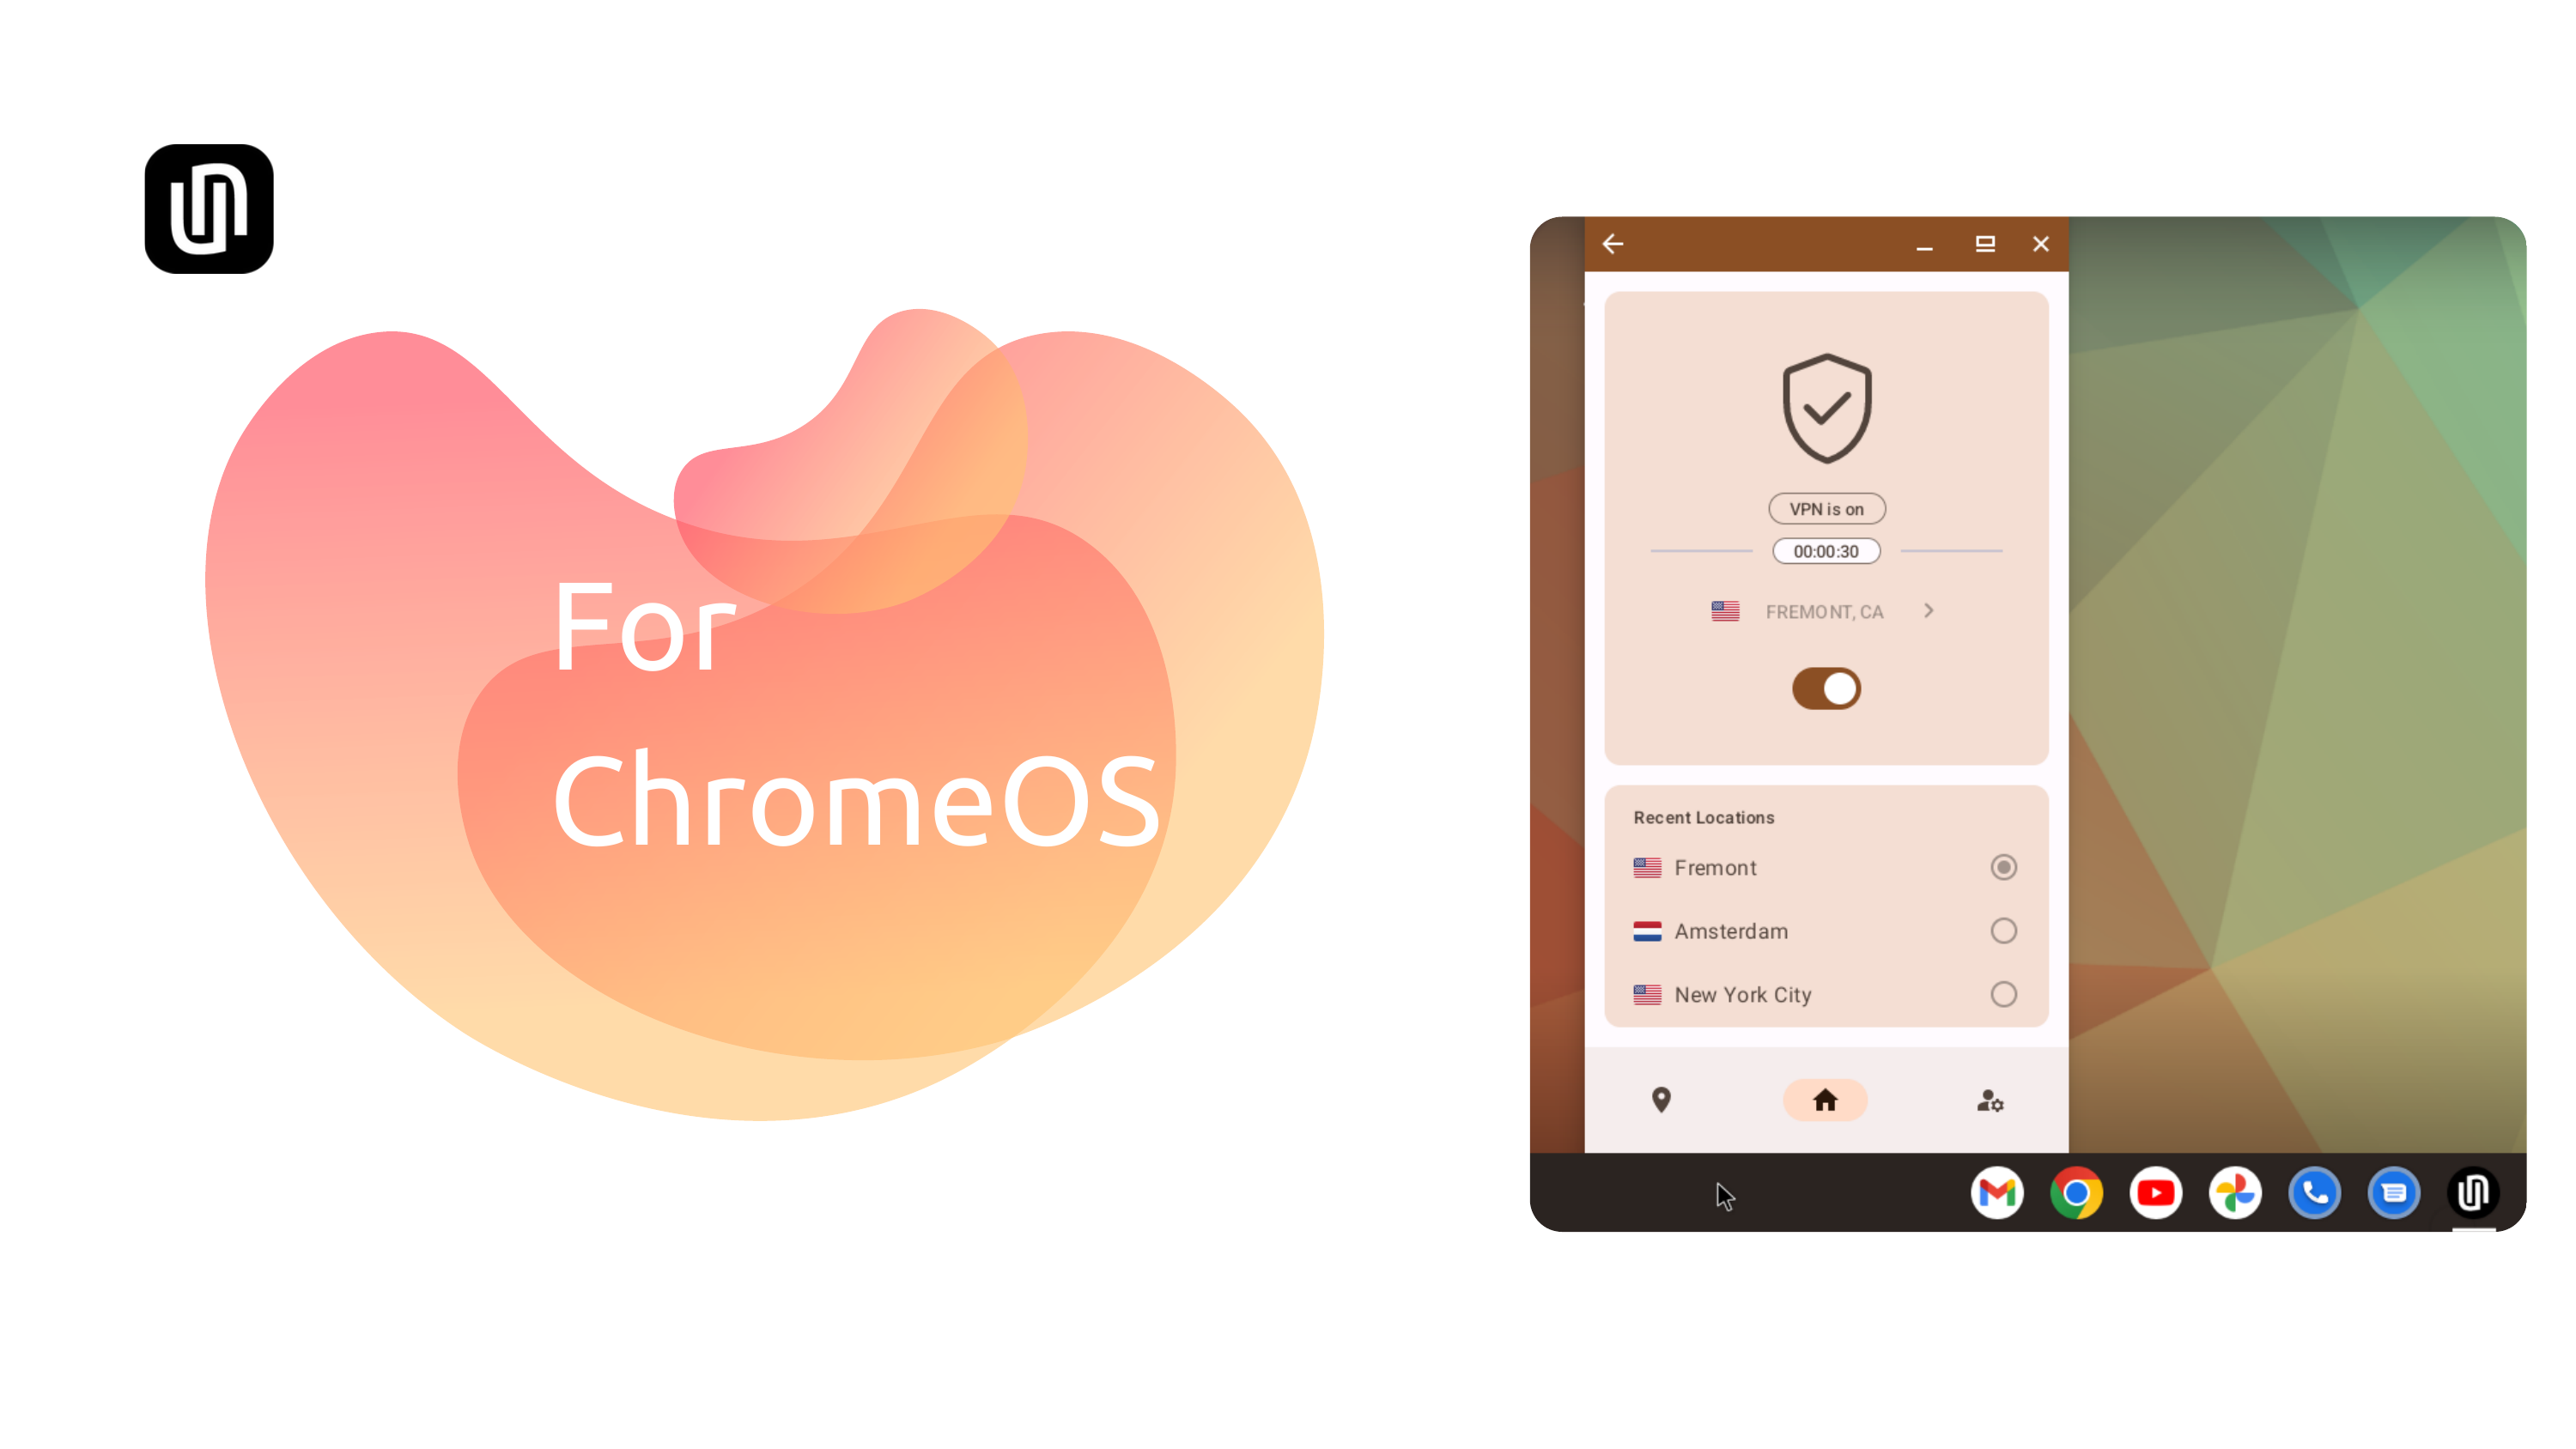 For
ChromeOS
VPN is on
00:00:30
FREMONT, CA
Recent Locations
Fremont
Amsterdam
New York City